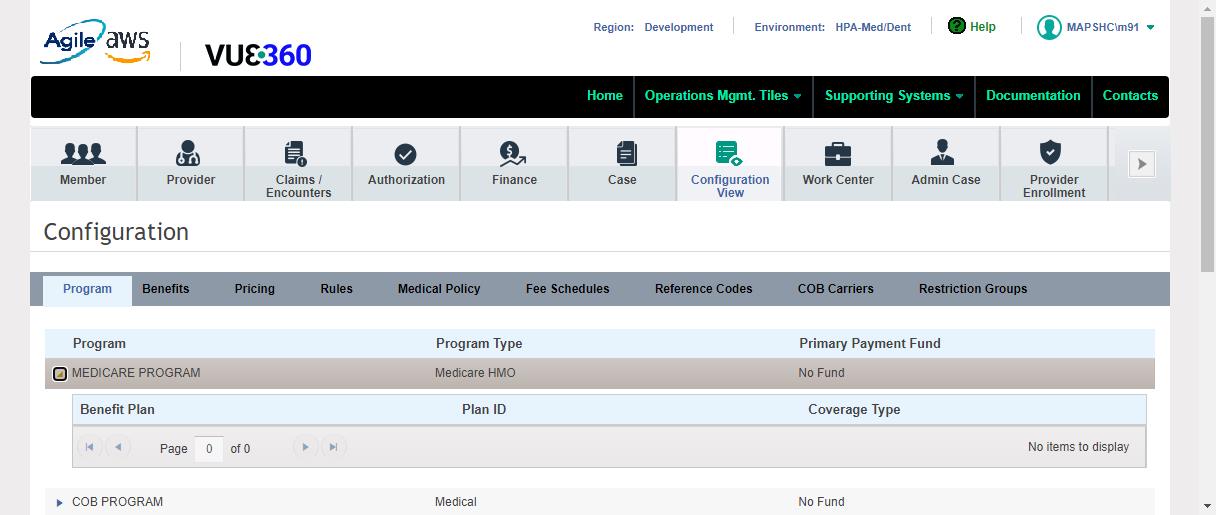 Region: Development Environment: HPA-Med/Dent ? Help MAPSHC\m91
Agile aws
VUE360
Home Operations Mgmt. Tiles Supporting Systems Documentation Contacts
Member Provider Claims / Encounters Authorization Finance Case Configuration View Work Center Admin Case Provider Enrollment
Configuration
Program Benefits Pricing Rules Medical Policy Fee Schedules Reference Codes COB Carriers Restriction Groups
Program Program Type Primary Payment Fund
MEDICARE PROGRAM Medicare HMO No Fund
Benefit Plan Plan ID Coverage Type
Page 0 of 0 No items to display
COB PROGRAM Medical No Fund